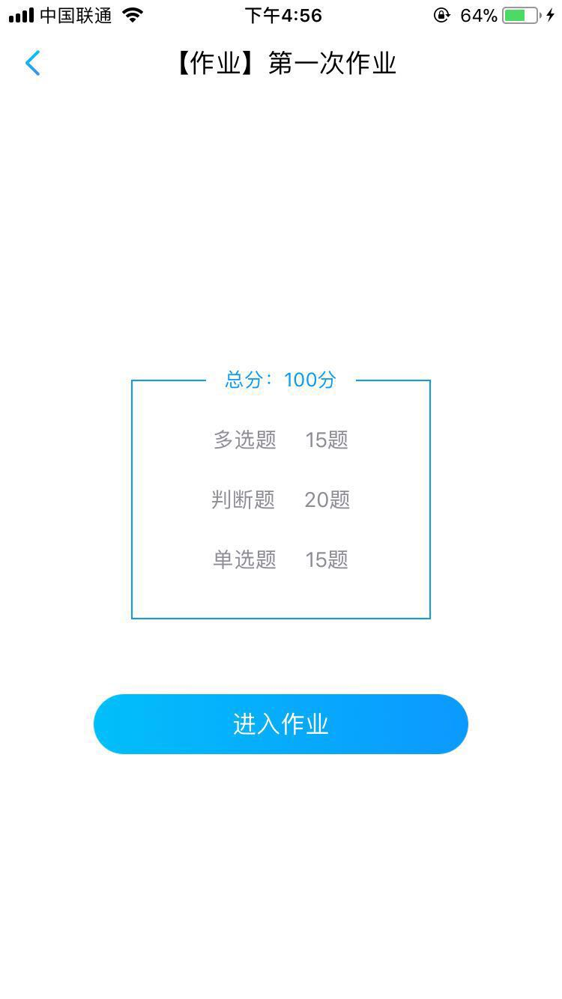 中国联通 下午4:56 64%
【作业】第一次作业
总分：100分
多选题 15题
判断题 20题
单选题 15题
进入作业